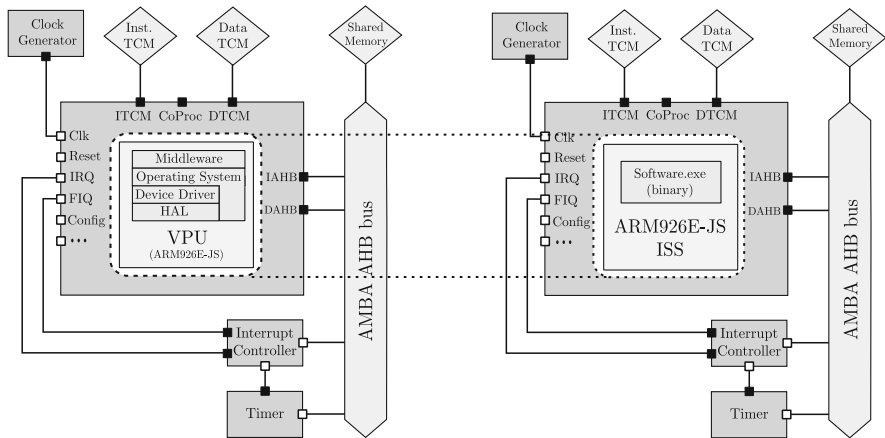 Clock
Generator
Inst.
TCM
Data
TCM
Shared
Memory
ITCM CoProc DTCM
Clk
Reset
IRQ
FIQ
Config
...
Middleware
Operating System
Device Driver
HAL
VPU
(ARM926E-JS)
IAHB
DAHB
AMBA AHB bus
Interrupt
Controller
Timer
Clock
Generator
Inst.
TCM
Data
TCM
Shared
Memory
ITCM CoProc DTCM
Clk
Reset
IRQ
FIQ
Config
...
Software.exe
(binary)
ARM926E-JS
ISS
IAHB
DAHB
AMBA AHB bus
Interrupt
Controller
Timer